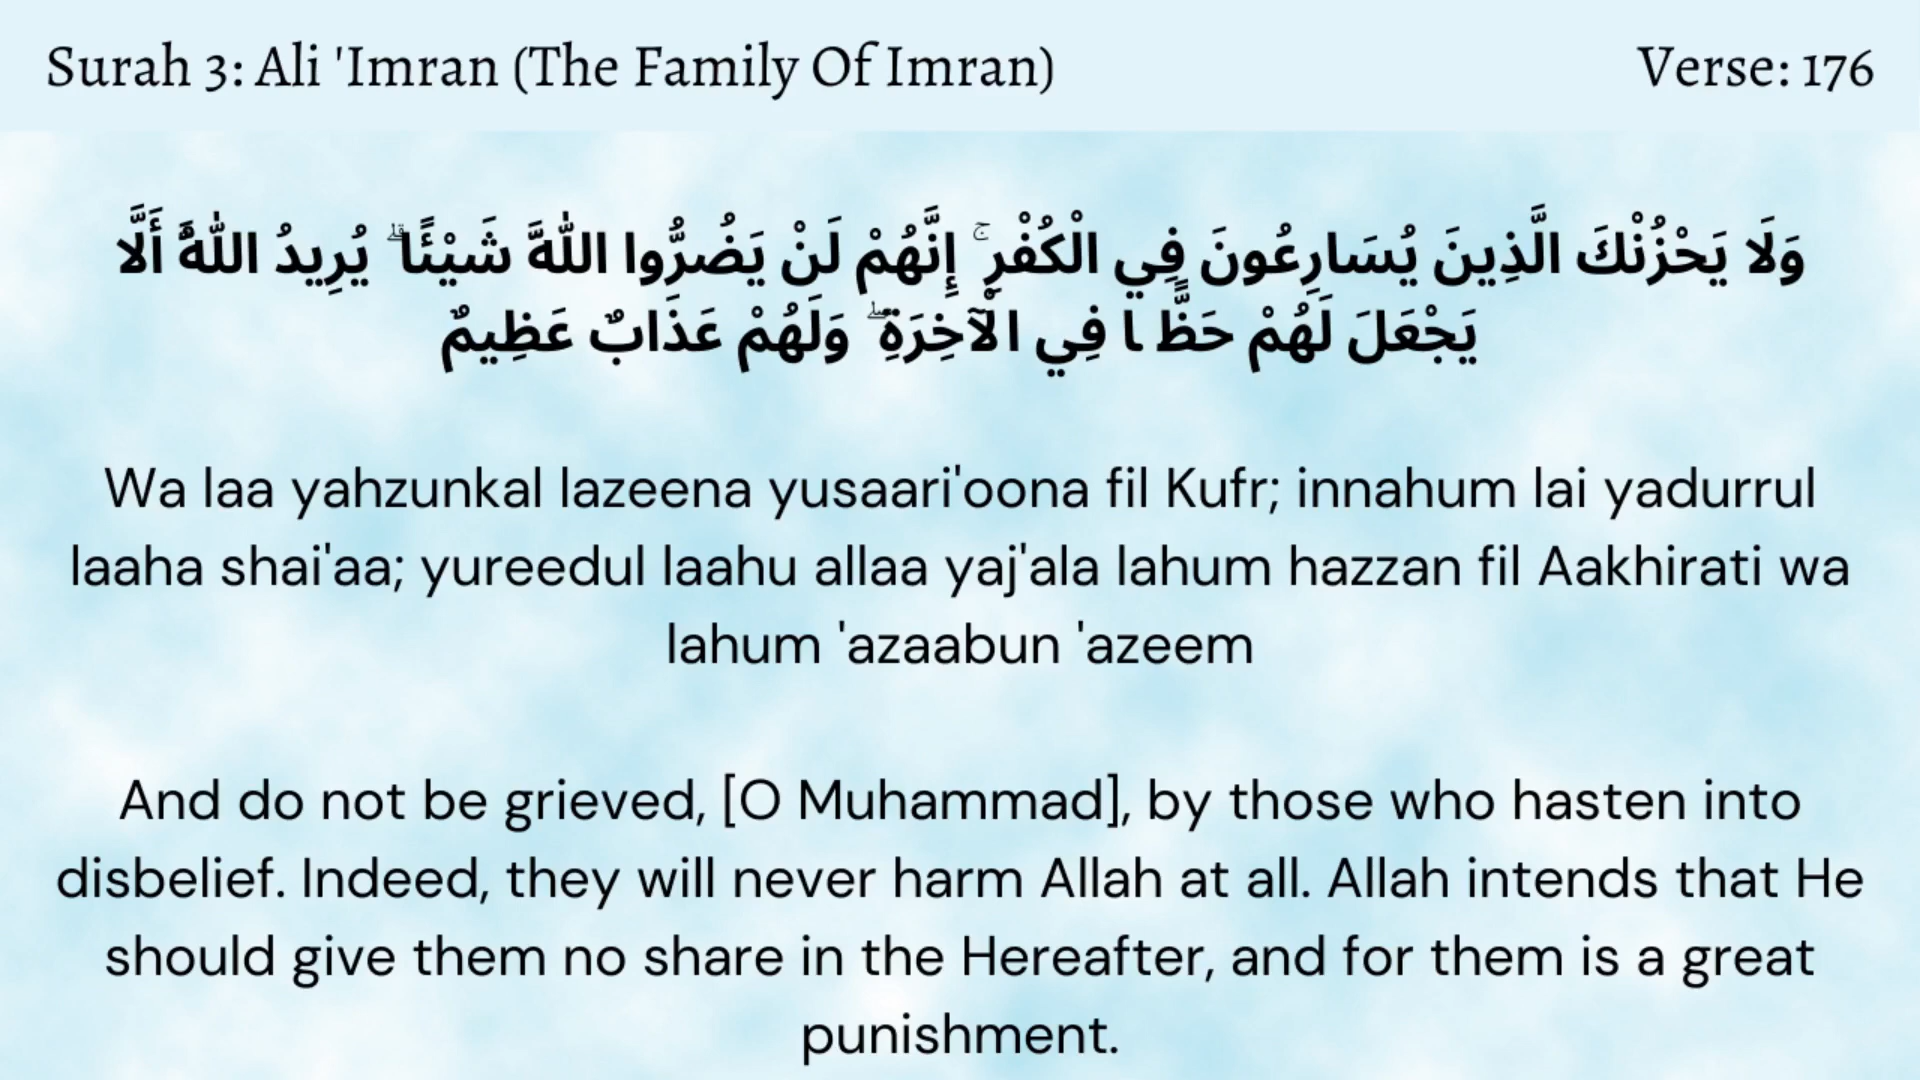 Surah 3: Ali 'Imran (The Family Of Imran)
Verse: 176
وَلَا يَحْزُنْكَ الَّذِينَ يُسَارِعُونَ فِي الْكُفْرِ ۚ إِنَّهُمْ لَنْ يَضُرُّوا اللَّهَ شَيْئًا ۗ يُرِيدُ اللَّهُ أَلَّا
يَجْعَلَ لَهُمْ حَظًّا فِي الْآخِرَةِ ۖ وَلَهُمْ عَذَابٌ عَظِيمٌ
Wa laa yahzunkal lazeena yusaari'oona fil Kufr; innahum lai yadurrul
laaha shai'aa; yureedul laahu allaa yaj'ala lahum hazzan fil Aakhirati wa
lahum 'azaabun 'azeem
And do not be grieved, [O Muhammad], by those who hasten into
disbelief. Indeed, they will never harm Allah at all. Allah intends that He
should give them no share in the Hereafter, and for them is a great
punishment.